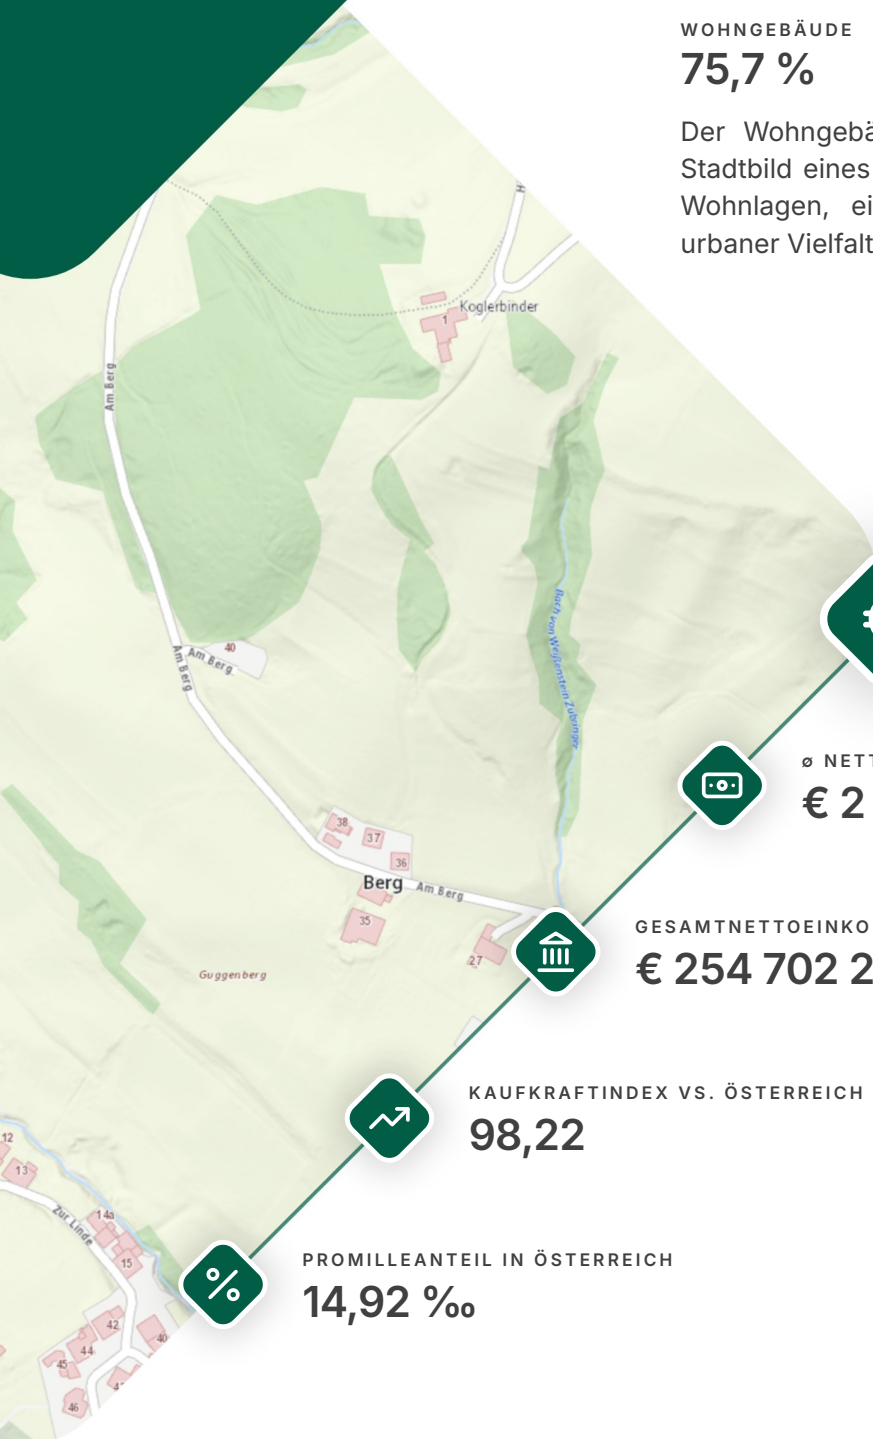 WOHNGEBÄUDE
75,7 %
Der Wohngebä
Stadtbild eines
Wohnlagen, ei
urbaner Vielfalt
H
Koglerbinder
1
Am Berg
Bach von Weißenstein Zubringer
40
Am Berg
Am Berg
ø NETT
€ 2
38
37
36
Berg
Am Berg
35
27
GESAMTNETTOEINKO
€ 254 702 2
Guggenberg
KAUFKRAFTINDEX VS. ÖSTERREICH
98,22
12
13
Zur Linde
14a
15
PROMILLEANTEIL IN ÖSTERREICH
14,92 ‰
42
40
44
45
46